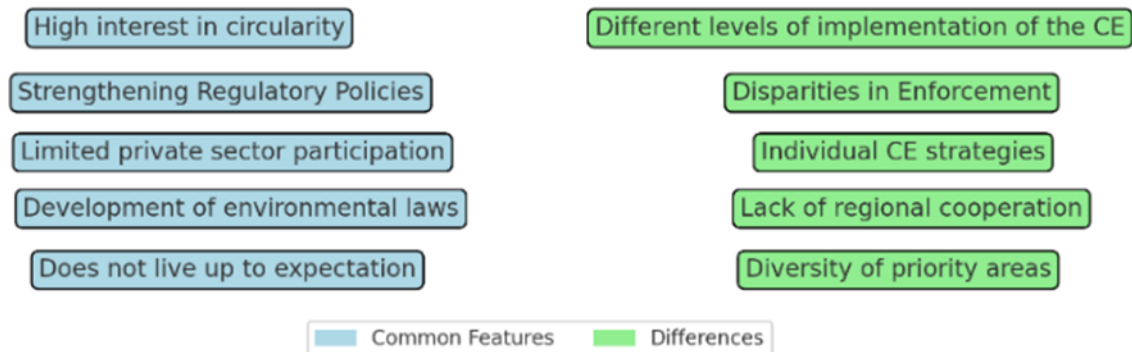 High interest in circularity
Different levels of implementation of the CE
Strengthening Regulatory Policies
Disparities in Enforcement
Limited private sector participation
Individual CE strategies
Development of environmental laws
Lack of regional cooperation
Does not live up to expectation
Diversity of priority areas
Common Features
Differences